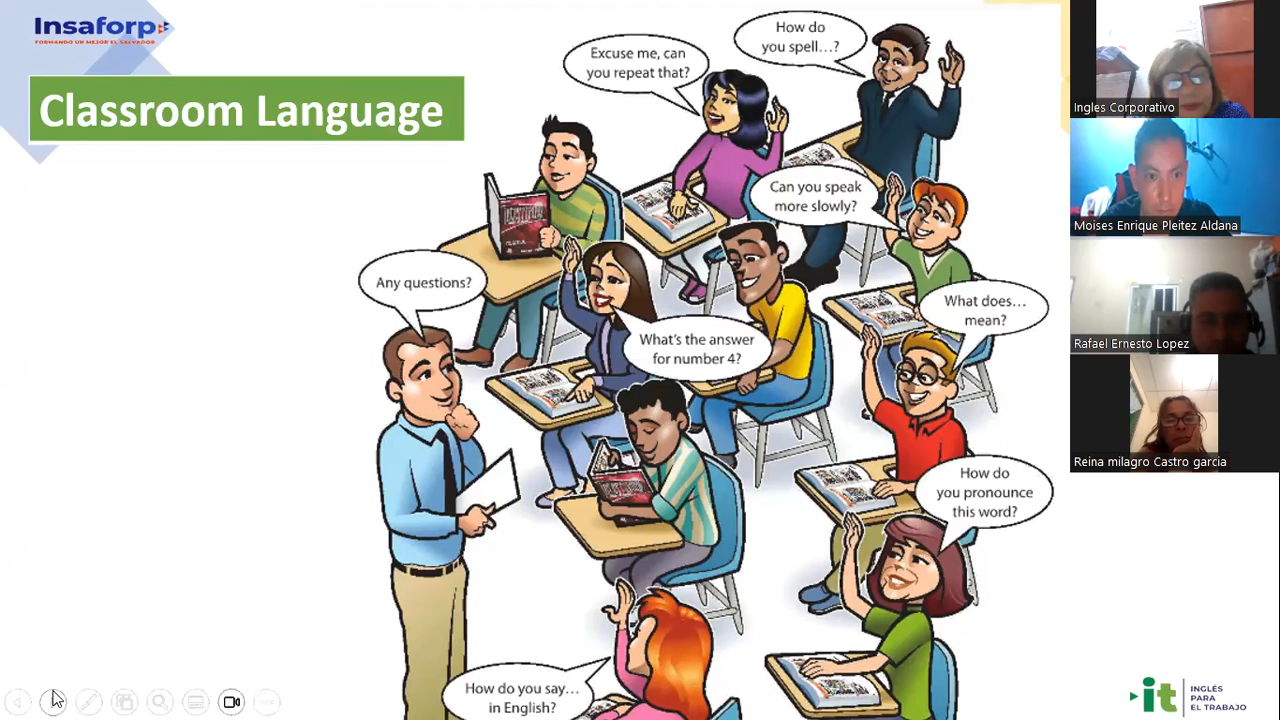 Insaforp
FORMANDO UN MEJOR EL SALVADOR
Classroom Language
How do
you spell…?
Excuse me, can
you repeat that?
Can you speak
more slowly?
Any questions?
What does…
mean?
What's the answer
for number 4?
How do
you pronounce
this word?
How do you say…
in English?
Ingles Corporativo
Moises Enrique Pleitez Aldana
Rafael Ernesto Lopez
Reina milagro Castro garcia
it
INGLÉS
PARA
EL TRABAJO